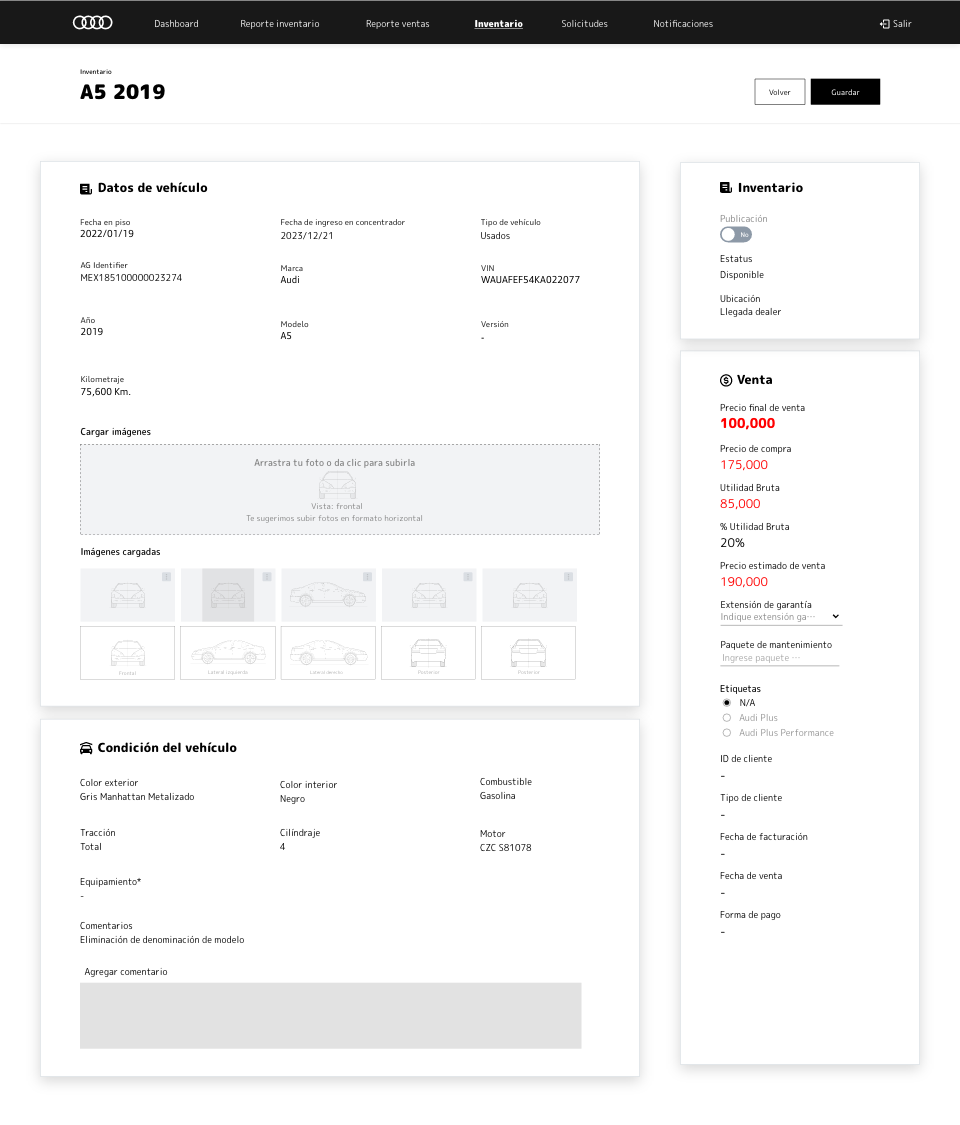 Dashboard
Reporte inventario
Reporte ventas
Inventario
Solicitudes
Notificaciones
Salir
Inventario
A5 2019
Volver
Guardar
Datos de vehículo
Fecha en piso
2022/01/19
Fecha de ingreso en concentrador
2023/12/21
Tipo de vehículo
Usados
AG Identifier
MEX185100000023274
Marca
Audi
VIN
WAUAFEF54KA022077
Año
2019
Modelo
A5
Versión
-
Kilometraje
75,600 Km.
Cargar imágenes
Arrastra tu foto o da clic para subirla
Vista: frontal
Te sugerimos subir fotos en formato horizontal
Imágenes cargadas
Frontal
Lateral izquierdo
Lateral derecho
Posterior
Posterior
Condición del vehículo
Color exterior
Gris Manhattan Metalizado
Color interior
Negro
Combustible
Gasolina
Tracción
Total
Cilíndraje
4
Motor
CZC S81078
Equipamiento*
-
Comentarios
Eliminación de denominación de modelo
Agregar comentario
Inventario
Publicación
No
Estatus
Disponible
Ubicación
Llegada dealer
Venta
Precio final de venta
100,000
Precio de compra
175,000
Utilidad Bruta
85,000
% Utilidad Bruta
20%
Precio estimado de venta
190,000
Extensión de garantía
Indique extensión ga···
Paquete de mantenimiento
Ingrese paquete ···
Etiquetas
N/A
Audi Plus
Audi Plus Performance
ID de cliente
-
Tipo de cliente
-
Fecha de facturación
-
Fecha de venta
-
Forma de pago
-